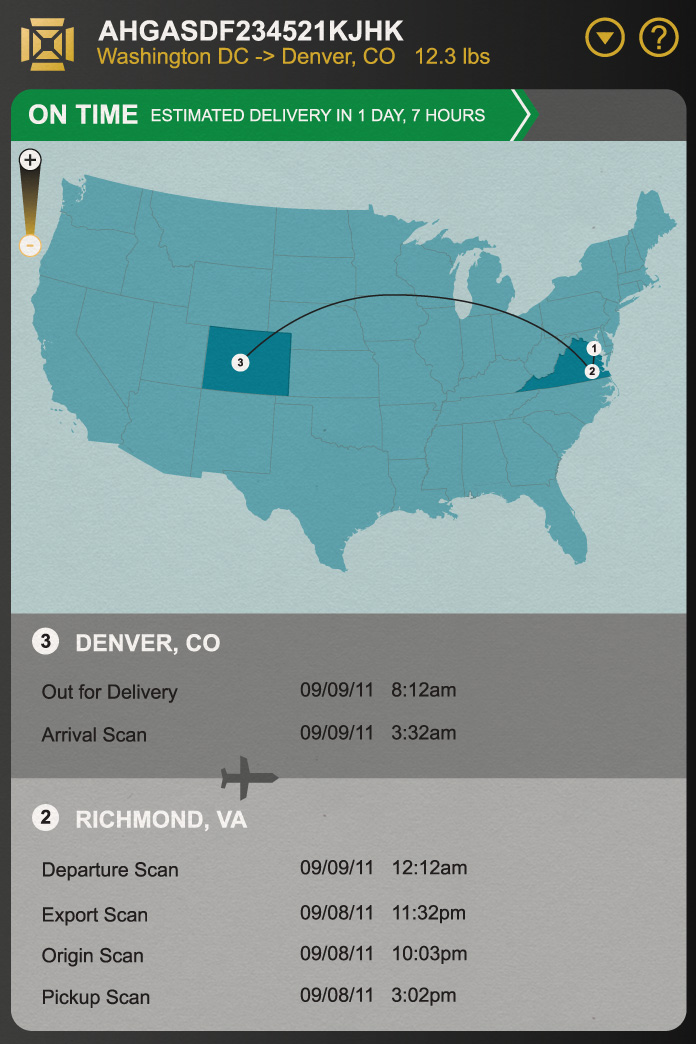 AHGASDF234521KJHK
Washington DC -> Denver, CO 12.3 lbs
?
ON TIME ESTIMATED DELIVERY IN 1 DAY, 7 HOURS
+
-
1
3
2
3 DENVER, CO
Out for Delivery 09/09/11 8:12am
Arrival Scan 09/09/11 3:32am
2 RICHMOND, VA
Departure Scan 09/09/11 12:12am
Export Scan 09/08/11 11:32pm
Origin Scan 09/08/11 10:03pm
Pickup Scan 09/08/11 3:02pm